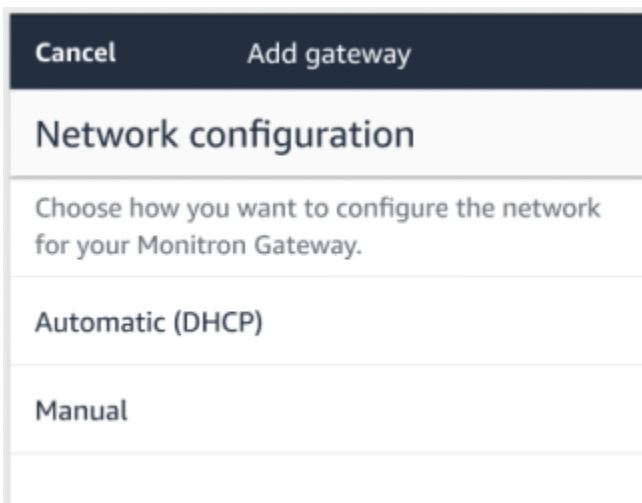 Cancel Add gateway
Network configuration
Choose how you want to configure the network
for your Monitron Gateway.
Automatic (DHCP)
Manual